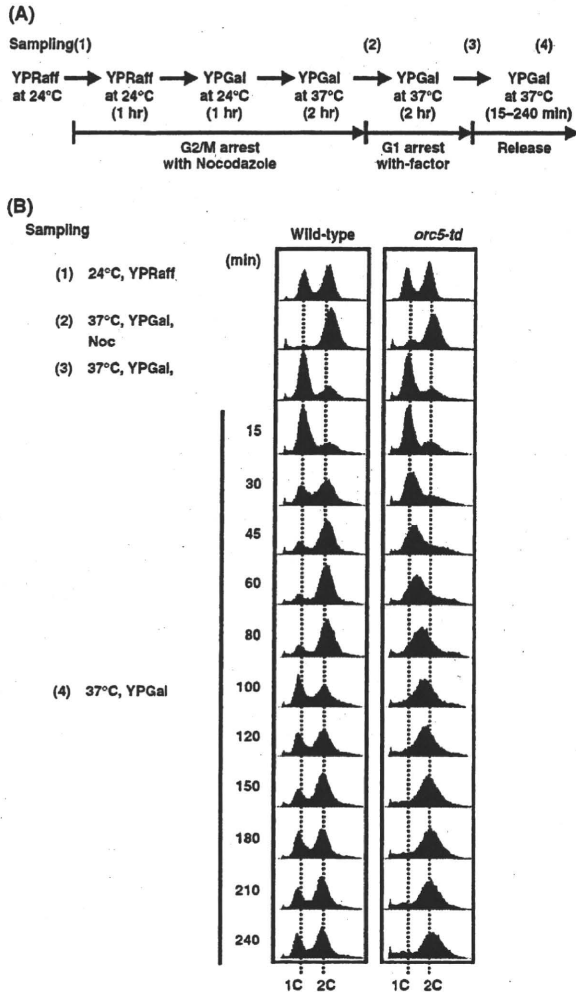 (A)
Sampling(1) (2) (3) (4)
YPRaff YPRaff YPGal YPGal YPGal YPGal
at 24°C at 24°C at 24°C at 37°C at 37°C at 37°C
(1 hr) (1 hr) (2 hr) (2 hr) (15–240 min)
G2/M arrest G1 arrest Release
with Nocodazole with-factor
(B)
Sampling
Wild-type orc5-td
(min)
(1) 24°C, YPRaff
(2) 37°C, YPGal,
Noc
(3) 37°C, YPGal,
15
30
45
60
80
(4) 37°C, YPGal
100
120
150
180
210
240
1C 2C 1C 2C